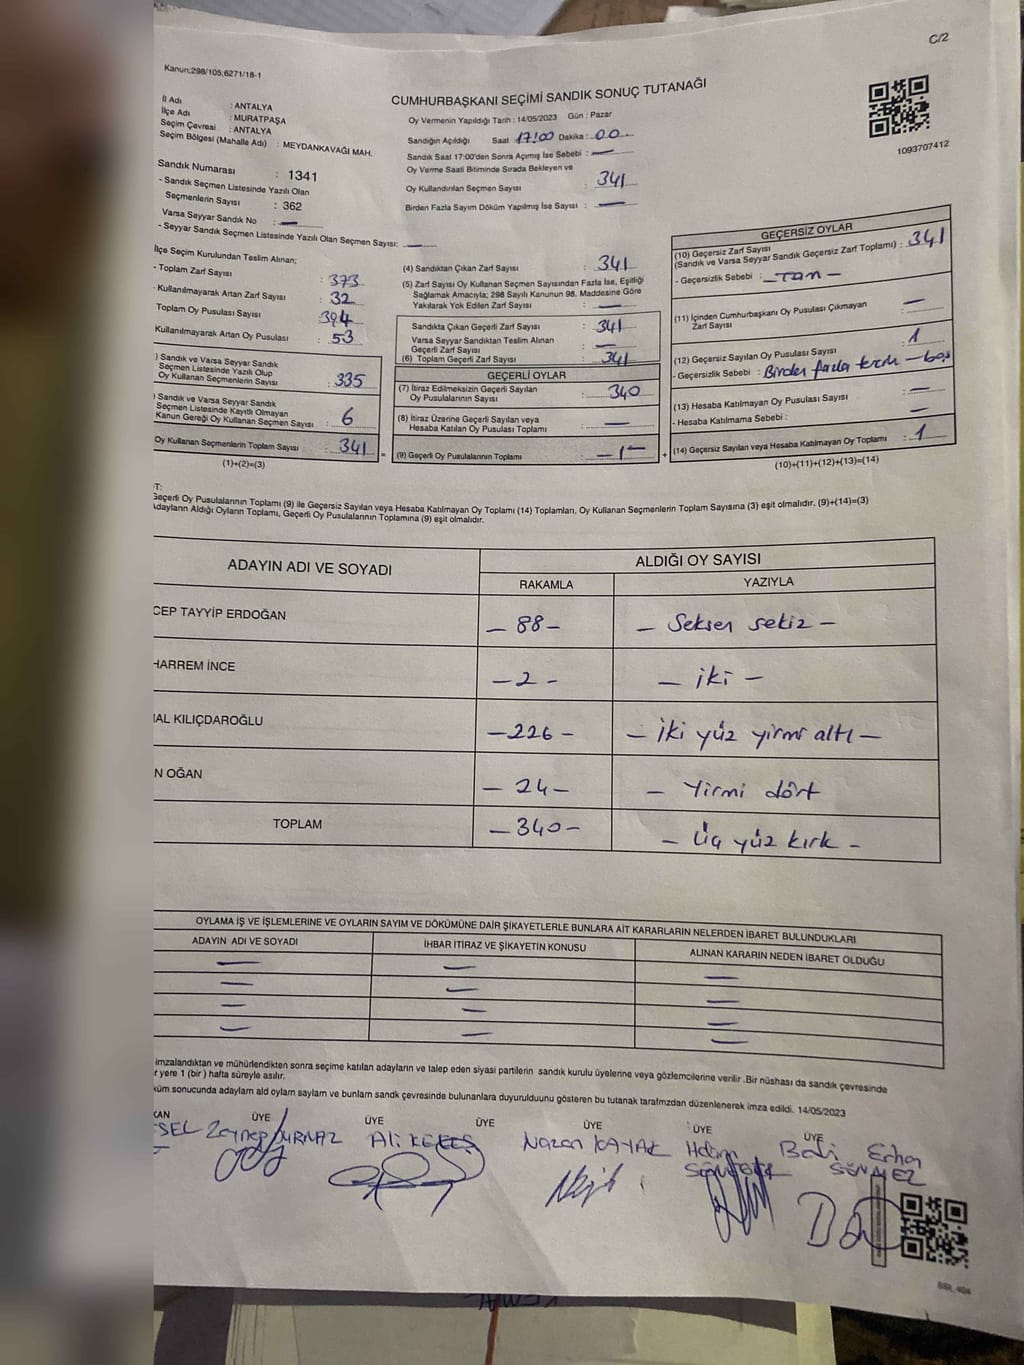 C/2
Kanun:298/105;6271/18-1
1093707412
CUMHURBAŞKANI SEÇİMİ SANDIK SONUÇ TUTANAĞI
İl Adı : ANTALYA
İlçe Adı : MURATPAŞA
Seçim Çevresi : ANTALYA
Seçim Bölgesi (Mahalle Adı) : MEYDANKAVAĞI MAH.
Sandık Numarası : 1341
- Sandık Seçmen Listesinde Yazılı Olan
Seçmenlerin Sayısı : 362
Varsa Seyyar Sandık No : —
- Seyyar Sandık Seçmen Listesinde Yazılı Olan Seçmen Sayısı: —
Oy Vermenin Yapıldığı Tarih : 14/05/2023 Gün : Pazar
Sandığın Açıldığı Saat 17:00 Dakika : 00
Sandık Saat 17:00'den Sonra Açımış İse Sebebi : —
Oy Verme Saati Bitiminde Sırada Bekleyen ve
Oy Kullandırılan Seçmen Sayısı : 341
Birden Fazla Sayım Döküm Yapılmış İse Sayısı : —
İlçe Seçim Kurulundan Teslim Alınan;
- Toplam Zarf Sayısı : 373
Kullanılmayarak Artan Zarf Sayısı : 32
Toplam Oy Pusulası Sayısı : 394
Kullanılmayarak Artan Oy Pusulası : 53
) Sandık ve Varsa Seyyar Sandık
Seçmen Listesinde Yazılı Olup
Oy Kullanan Seçmenlerin Sayısı : 335
) Sandık ve Varsa Seyyar Sandık
Seçmen Listesinde Kayıtlı Olmayan
Kanun Gereği Oy Kullanan Seçmen Sayısı : 6
Oy Kullanan Seçmenlerin Toplam Sayısı : 341
(1)+(2)=(3)
(4) Sandıktan Çıkan Zarf Sayısı : 341
(5) Zarf Sayısı Oy Kullanan Seçmen Sayısından Fazla İse, Eşitliği
Sağlamak Amacıyla; 298 Sayılı Kanunun 98. Maddesine Göre
Yakılarak Yok Edilen Zarf Sayısı : —
Sandıkta Çıkan Geçerli Zarf Sayısı : 341
Varsa Seyyar Sandıktan Teslim Alınan
Geçerli Zarf Sayısı : —
(6) Toplam Geçerli Zarf Sayısı : 341
GEÇERLİ OYLAR
(7) İtiraz Edilmeksizin Geçerli Sayılan
Oy Pusulalarının Sayısı : 340
(8) İtiraz Üzerine Geçerli Sayılan veya
Hesaba Katılan Oy Pusulası Toplamı : —
(9) Geçerli Oy Pusulalarının Toplamı : —1—
GEÇERSİZ OYLAR
(10) Geçersiz Zarf Sayısı
(Sandık ve Varsa Seyyar Sandık Geçersiz Zarf Toplamı) : 341
- Geçersizlik Sebebi : — Tam —
(11) İçinden Cumhurbaşkanı Oy Pusulası Çıkmayan
Zarf Sayısı : —
(12) Geçersiz Sayılan Oy Pusulası Sayısı : 1
- Geçersizlik Sebebi : Birden fazla —boş
(13) Hesaba Katılmayan Oy Pusulası Sayısı : —
- Hesaba Katılmama Sebebi : —
(14) Geçersiz Sayılan veya Hesaba Katılmayan Oy Toplamı : 1
(10)+(11)+(12)+(13)=(14)
T:
Geçerli Oy Pusulalarının Toplamı (9) ile Geçersiz Sayılan veya Hesaba Katılmayan Oy Toplamı (14) Toplamları, Oy Kullanan Seçmenlerin Toplam Sayısına (3) eşit olmalıdır. (9)+(14)=(3)
Adayların Aldığı Oyların Toplamı, Geçerli Oy Pusulalarının Toplamına (9) eşit olmalıdır.
ADAYIN ADI VE SOYADI ALDIĞI OY SAYISI
RAKAMLA YAZIYLA
CEP TAYYİP ERDOĞAN — 88 — — Seksen sekiz —
HARREM İNCE — 2 — — iki —
AL KILIÇDAROĞLU — 226 — — iki yüz yirmi altı —
N OĞAN — 24 — — Yirmi dört
TOPLAM — 340 — — Üç yüz kırk —
OYLAMA İŞ VE İŞLEMLERİNE VE OYLARIN SAYIM VE DÖKÜMÜNE DAİR ŞİKAYETLERLE BUNLARA AİT KARARLARIN NELERDEN İBARET BULUNDUKLARI
ADAYIN ADI VE SOYADI İHBAR İTİRAZ VE ŞİKAYETİN KONUSU ALINAN KARARIN NEDEN İBARET OLDUĞU
— — —
— — —
— — —
— — —
imzalandıktan ve mühürlendikten sonra seçime katılan adayların ve talep eden siyasi partilerin sandık kurulu üyelerine veya gözlemcilerine verilir .Bir nüshası da sandık çevresinde
r yere 1 (bir ) hafta süreyle asılır.
küm sonucunda adayların ald oyların sayları ve bunların sandk çevresinde bulunanlara duyurulduunu gösteren bu tutanak tarafmzdan düzenlenerek imza edildi. 14/05/2023
KAN ÜYE ÜYE ÜYE ÜYE ÜYE ÜYE
SEL Zeynep DURMAZ Ali KELEŞ Nazan KAYAK Bedi Erhan
SÖNMEZ
BBİL 404